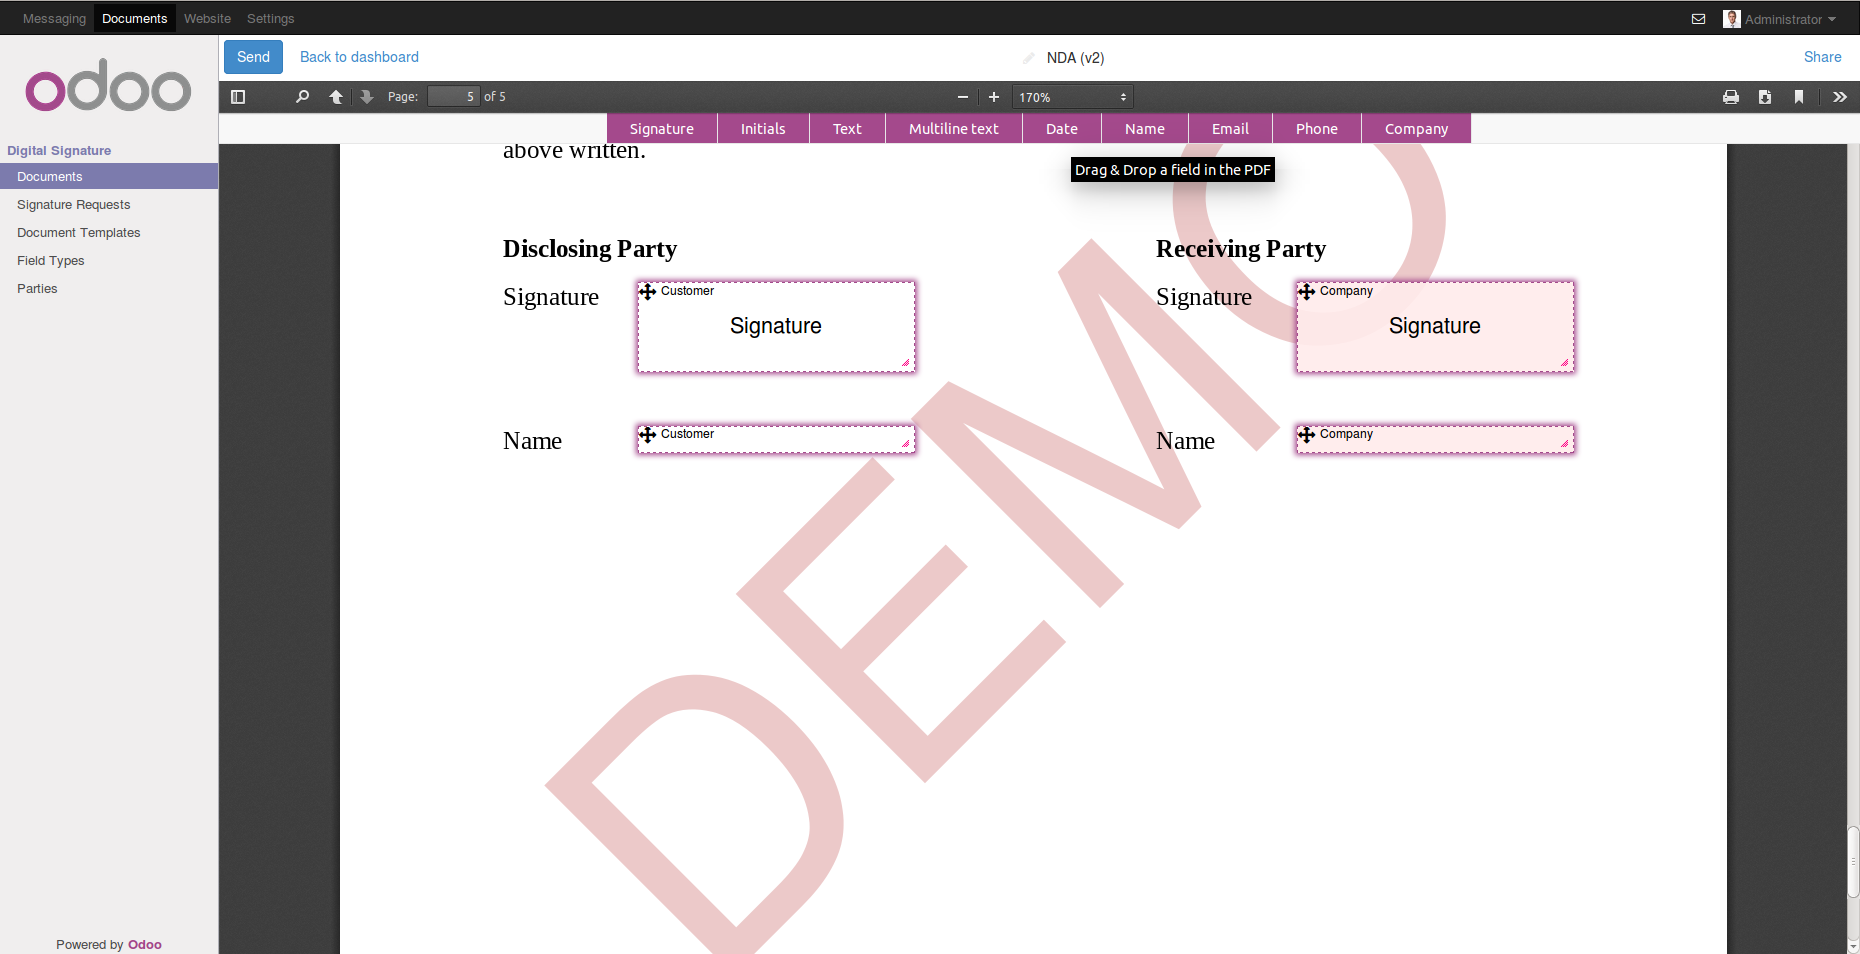 Messaging Documents Website Settings Administrator
odoo
Send Back to dashboard NDA (v2) Share
Page: 5 of 5 170%
Signature Initials Text Multiline text Date Name Email Phone Company
Drag & Drop a field in the PDF
Digital Signature
Documents
Signature Requests
Document Templates
Field Types
Parties
above written.
Disclosing Party Receiving Party
Signature Customer Signature Signature Company Signature
Name Customer Name Company
DEMO
Powered by Odoo